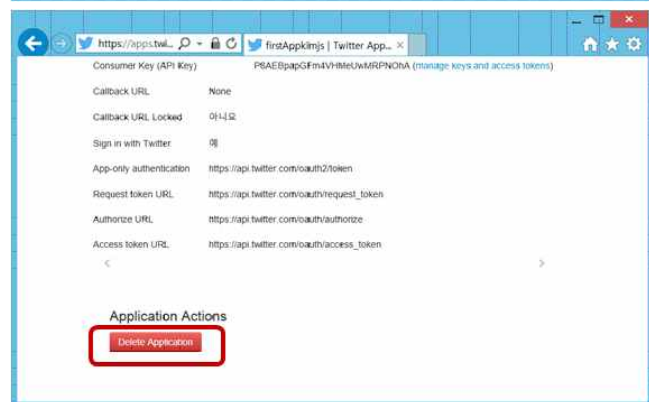 https://apps.twi...
firstAppkimjs | Twitter App...
Consumer Key (API Key) (manage keys and access tokens)
Callback URL None
Callback URL Locked 아니요
Sign in with Twitter 예
App-only authentication https://api.twitter.com/oauth2/token
Request token URL https://api.twitter.com/oauth/request_token
Authorize URL https://api.twitter.com/oauth/authorize
Access token URL https://api.twitter.com/oauth/access_token
Application Actions
Delete Application